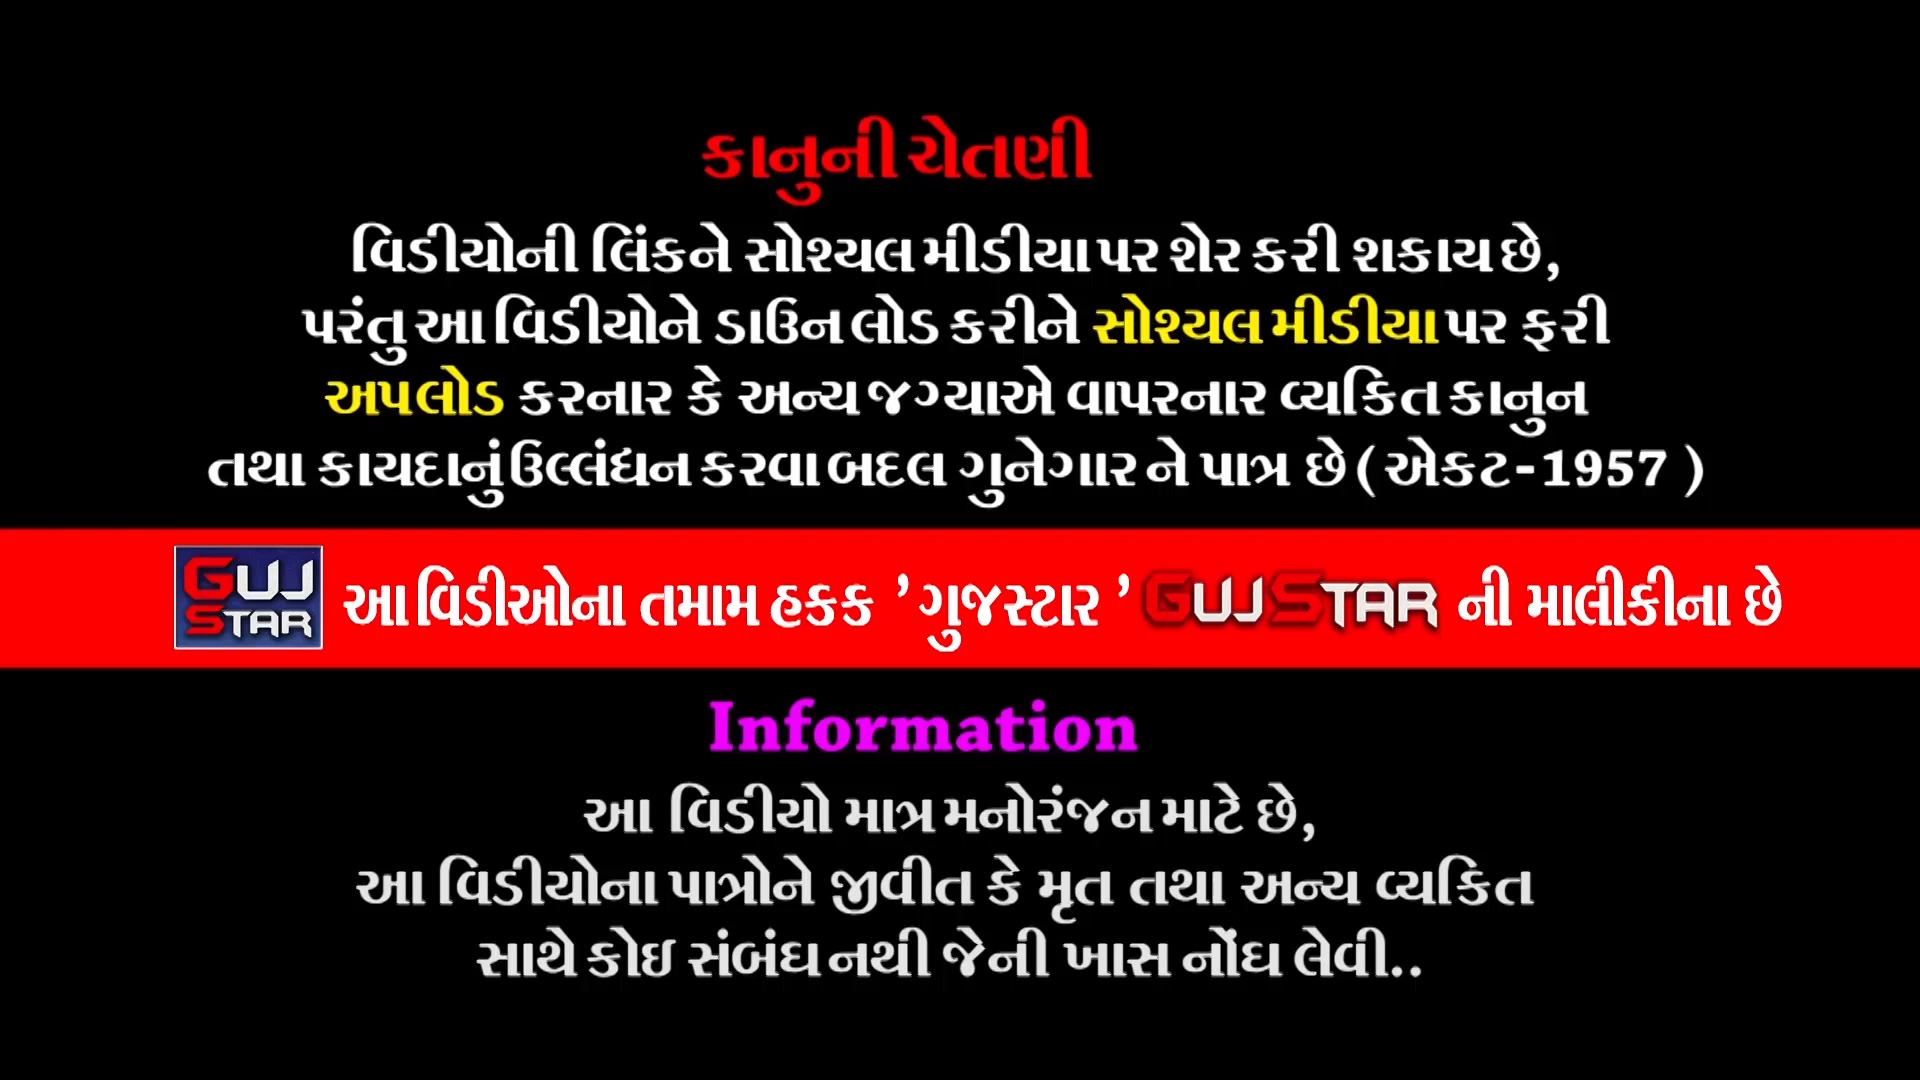 કાનુની ચેતણી
વિડીયોની લિંકને સોશ્યલ મીડીયા પર શેર કરી શકાય છે,
પરંતુ આ વિડીયોને ડાઉન લોડ કરીને સોશ્યલ મીડીયા પર ફરી
અપલોડ કરનાર કે અન્ય જગ્યાએ વાપરનાર વ્યકિત કાનુન
તથા કાયદાનું ઉલ્લંઘન કરવા બદલ ગુનેગાર ને પાત્ર છે ( એકટ-1957 )
GUJ STAR આ વિડીઓના તમામ હકક ’ ગુજસ્ટાર ’ GUJ STAR ની માલીકીના છે
Information
આ વિડીયો માત્ર મનોરંજન માટે છે,
આ વિડીયોના પાત્રોને જીવીત કે મૃત તથા અન્ય વ્યકિત
સાથે કોઇ સંબંઘ નથી જેની ખાસ નોંઘ લેવી..